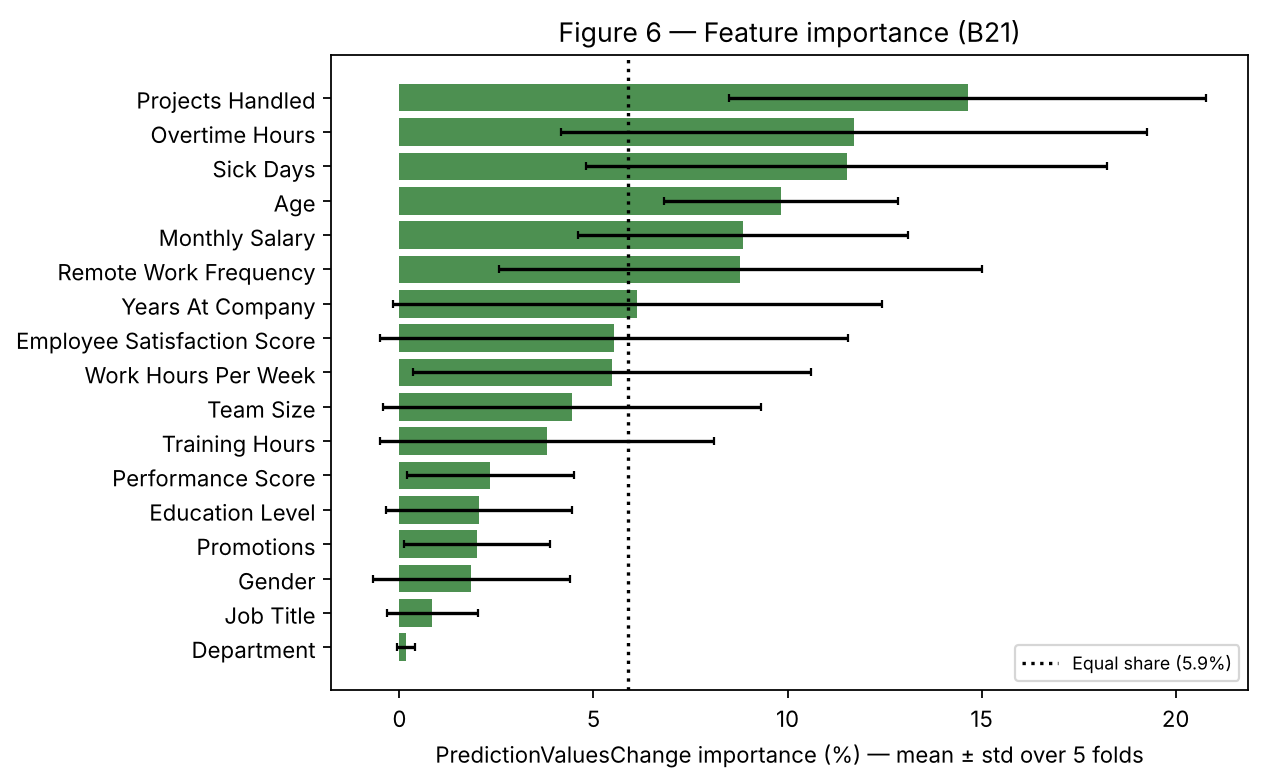 Figure 6 — Feature importance (B21)
Projects Handled
Overtime Hours
Sick Days
Age
Monthly Salary
Remote Work Frequency
Years At Company
Employee Satisfaction Score
Work Hours Per Week
Team Size
Training Hours
Performance Score
Education Level
Promotions
Gender
Job Title
Department
Equal share (5.9%)
0 5 10 15 20
PredictionValuesChange importance (%) — mean ± std over 5 folds